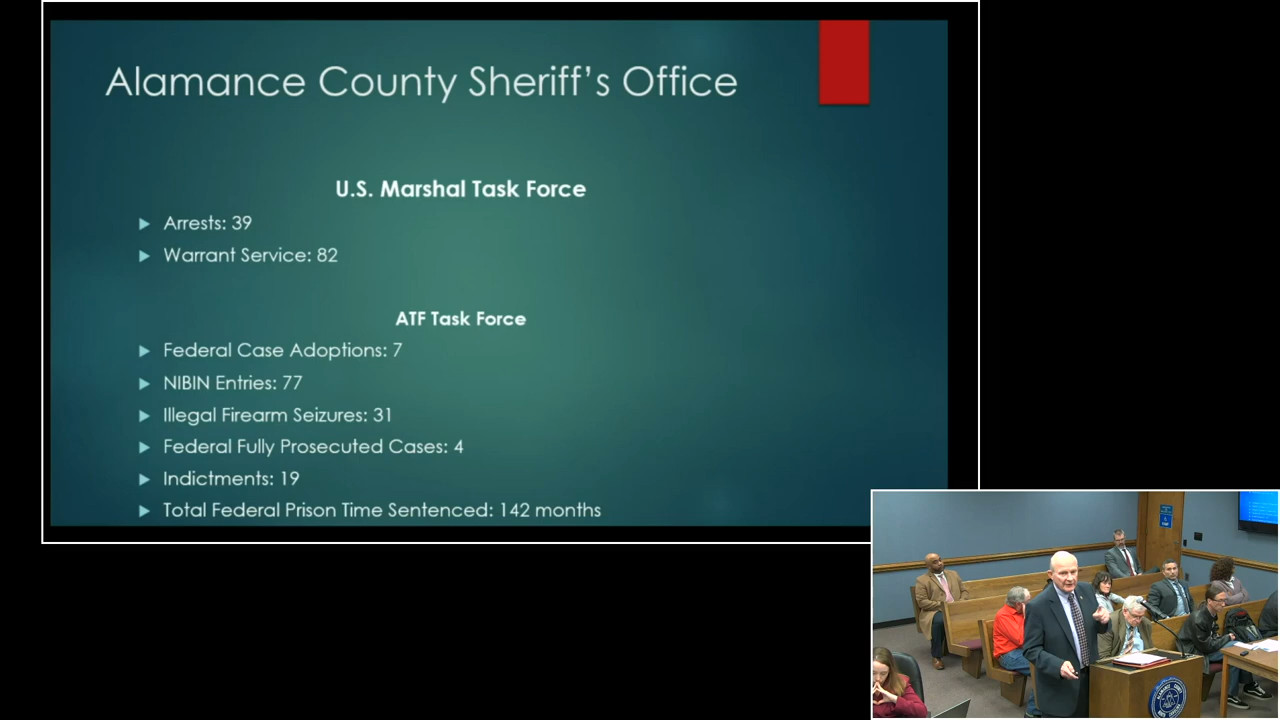 Alamance County Sheriff's Office
U.S. Marshal Task Force
Arrests: 39
Warrant Service: 82
ATF Task Force
Federal Case Adoptions: 7
NIBIN Entries: 77
Illegal Firearm Seizures: 31
Federal Fully Prosecuted Cases: 4
Indictments: 19
Total Federal Prison Time Sentenced: 142 months